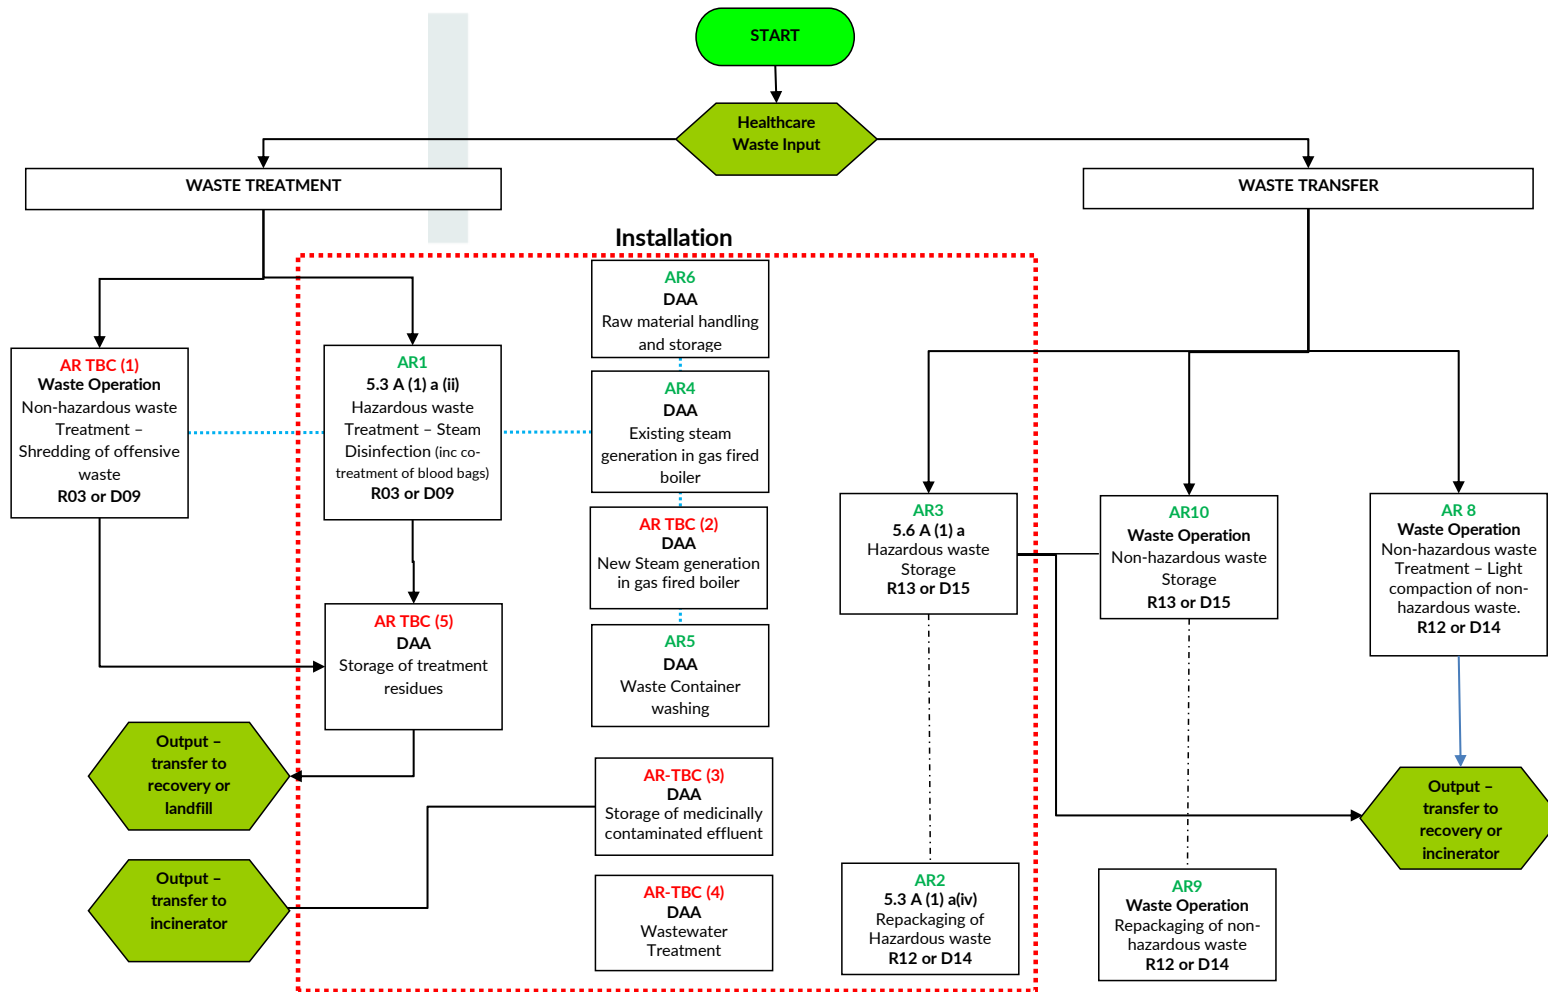 START
Healthcare
Waste Input
WASTE TREATMENT
WASTE TRANSFER
Installation
AR6
DAA
Raw material handling
and storage
AR TBC (1)
Waste Operation
Non-hazardous waste
Treatment –
Shredding of offensive
waste
R03 or D09
AR1
5.3 A (1) a (ii)
Hazardous waste
Treatment – Steam
Disinfection (inc co-
treatment of blood bags)
R03 or D09
AR4
DAA
Existing steam
generation in gas fired
boiler
AR TBC (2)
DAA
New Steam generation
in gas fired boiler
AR3
5.6 A (1) a
Hazardous waste
Storage
R13 or D15
AR10
Waste Operation
Non-hazardous waste
Storage
R13 or D15
AR 8
Waste Operation
Non-hazardous waste
Treatment – Light
compaction of non-
hazardous waste.
R12 or D14
AR TBC (5)
DAA
Storage of treatment
residues
AR5
DAA
Waste Container
washing
Output –
transfer to
recovery or
landfill
AR-TBC (3)
DAA
Storage of medicinally
contaminated effluent
Output –
transfer to
recovery or
incinerator
Output –
transfer to
incinerator
AR-TBC (4)
DAA
Wastewater
Treatment
AR2
5.3 A (1) a(iv)
Repackaging of
Hazardous waste
R12 or D14
AR9
Waste Operation
Repackaging of non-
hazardous waste
R12 or D14